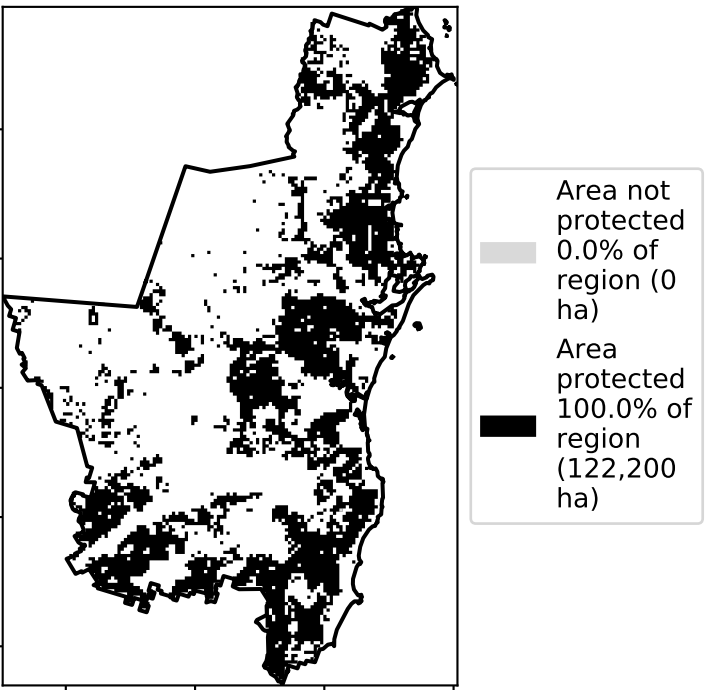 Area not
protected
0.0% of
region (0
ha)
Area
protected
100.0% of
region
(122,200
ha)